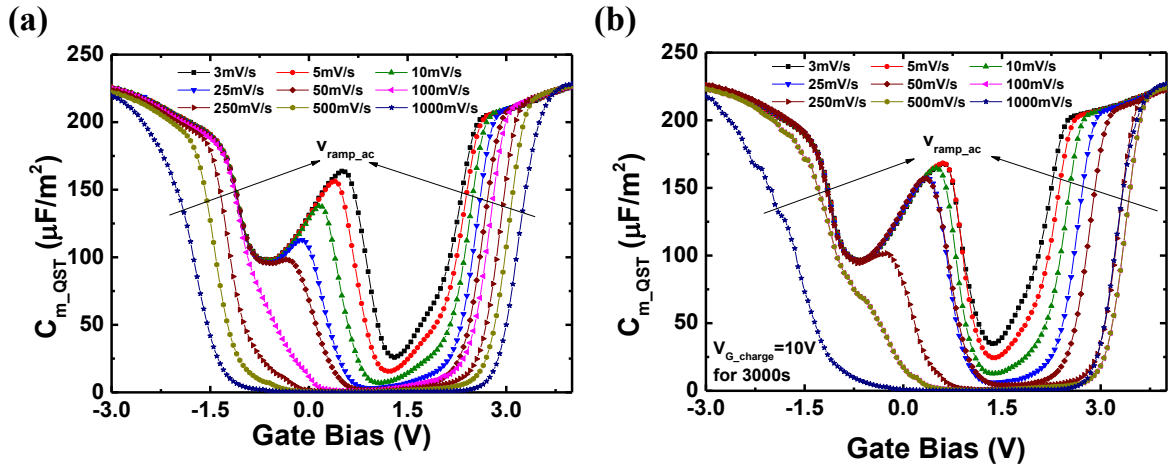 (a)
250
200
150
100
50
0
C_m_QST (μF/m²)
3mV/s 5mV/s 10mV/s
25mV/s 50mV/s 100mV/s
250mV/s 500mV/s 1000mV/s
v_ramp_ac
-3.0 -1.5 0.0 1.5 3.0
Gate Bias (V)
(b)
250
200
150
100
50
0
C_m_QST (μF/m²)
3mV/s 5mV/s 10mV/s
25mV/s 50mV/s 100mV/s
250mV/s 500mV/s 1000mV/s
v_ramp_ac
V_G_charge=10V
for 3000s
-3.0 -1.5 0.0 1.5 3.0
Gate Bias (V)